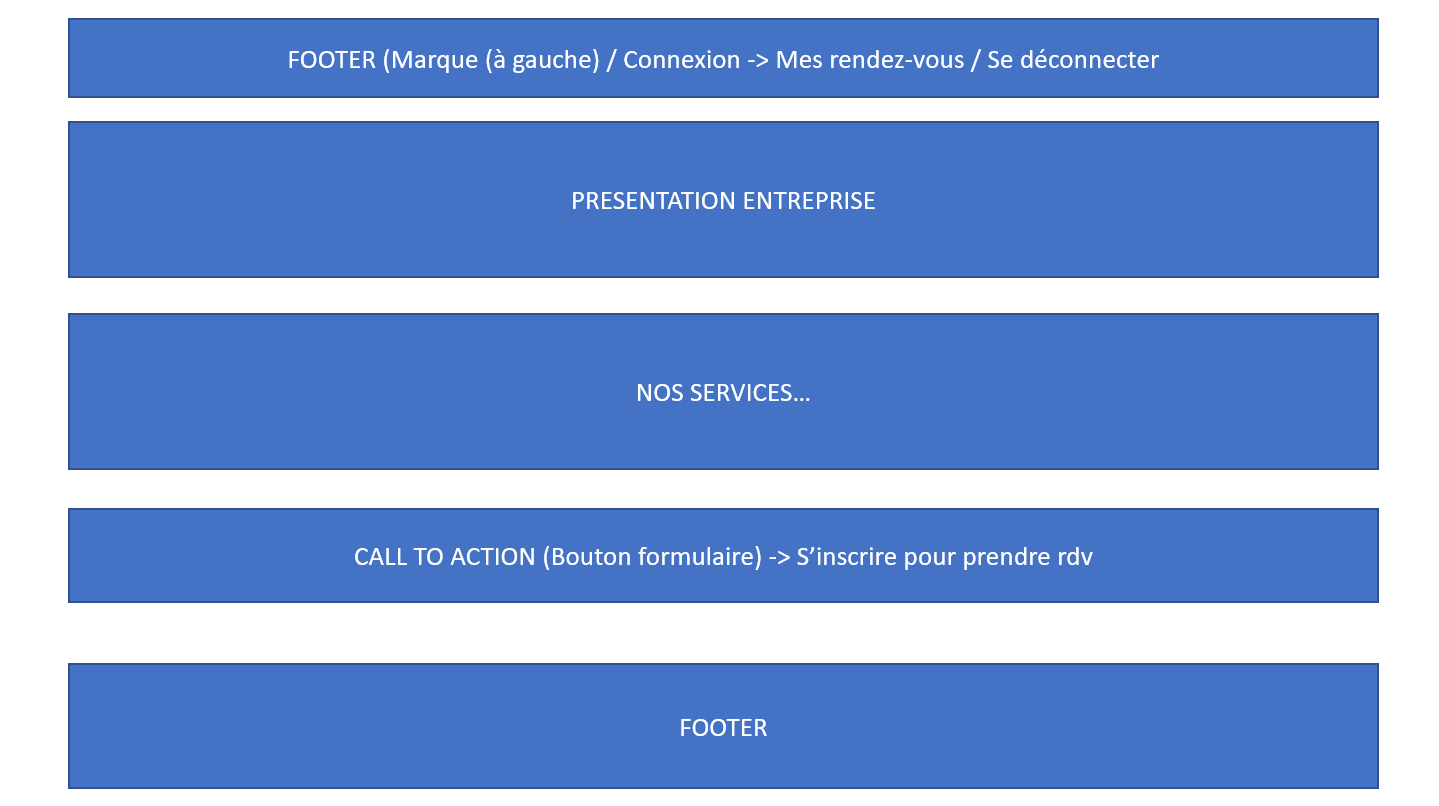 FOOTER (Marque (à gauche) / Connexion -> Mes rendez-vous / Se déconnecter
PRESENTATION ENTREPRISE
NOS SERVICES…
CALL TO ACTION (Bouton formulaire) -> S’inscrire pour prendre rdv
FOOTER